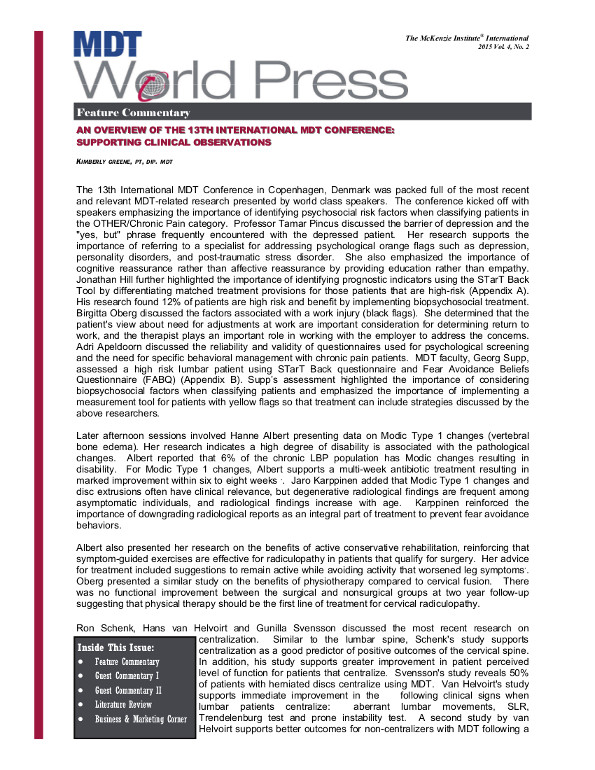 The McKenzie Institute® International
2015 Vol. 4, No. 2
MDT
World Press
Feature Commentary
AN OVERVIEW OF THE 13TH INTERNATIONAL MDT CONFERENCE:
SUPPORTING CLINICAL OBSERVATIONS
KIMBERLY GREENE, PT, DIP. MDT
The 13th International MDT Conference in Copenhagen, Denmark was packed full of the most recent
and relevant MDT-related research presented by world class speakers. The conference kicked off with
speakers emphasizing the importance of identifying psychosocial risk factors when classifying patients in
the OTHER/Chronic Pain category. Professor Tamar Pincus discussed the barrier of depression and the
"yes, but" phrase frequently encountered with the depressed patient. Her research supports the
importance of referring to a specialist for addressing psychological orange flags such as depression,
personality disorders, and post-traumatic stress disorder. She also emphasized the importance of
cognitive reassurance rather than affective reassurance by providing education rather than empathy.
Jonathan Hill further highlighted the importance of identifying prognostic indicators using the STarT Back
Tool by differentiating matched treatment provisions for those patients that are high-risk (Appendix A).
His research found 12% of patients are high risk and benefit by implementing biopsychosocial treatment.
Birgitta Oberg discussed the factors associated with a work injury (black flags). She determined that the
patient's view about need for adjustments at work are important consideration for determining return to
work, and the therapist plays an important role in working with the employer to address the concerns.
Adri Apeldoorn discussed the reliability and validity of questionnaires used for psychological screening
and the need for specific behavioral management with chronic pain patients. MDT faculty, Georg Supp,
assessed a high risk lumbar patient using STarT Back questionnaire and Fear Avoidance Beliefs
Questionnaire (FABQ) (Appendix B). Supp's assessment highlighted the importance of considering
biopsychosocial factors when classifying patients and emphasized the importance of implementing a
measurement tool for patients with yellow flags so that treatment can include strategies discussed by the
above researchers.
Later afternoon sessions involved Hanne Albert presenting data on Modic Type 1 changes (vertebral
bone edema). Her research indicates a high degree of disability is associated with the pathological
changes. Albert reported that 6% of the chronic LBP population has Modic changes resulting in
disability. For Modic Type 1 changes, Albert supports a multi-week antibiotic treatment resulting in
marked improvement within six to eight weeks . Jaro Karppinen added that Modic Type 1 changes and
disc extrusions often have clinical relevance, but degenerative radiological findings are frequent among
asymptomatic individuals, and radiological findings increase with age. Karppinen reinforced the
importance of downgrading radiological reports as an integral part of treatment to prevent fear avoidance
behaviors.
Albert also presented her research on the benefits of active conservative rehabilitation, reinforcing that
symptom-guided exercises are effective for radiculopathy in patients that qualify for surgery. Her advice
for treatment included suggestions to remain active while avoiding activity that worsened leg symptoms.
Oberg presented a similar study on the benefits of physiotherapy compared to cervical fusion. There
was no functional improvement between the surgical and nonsurgical groups at two year follow-up
suggesting that physical therapy should be the first line of treatment for cervical radiculopathy.
Ron Schenk, Hans van Helvoirt and Gunilla Svensson discussed the most recent research on
centralization. Similar to the lumbar spine, Schenk's study supports
centralization as a good predictor of positive outcomes of the cervical spine.
In addition, his study supports greater improvement in patient perceived
level of function for patients that centralize. Svensson's study reveals 50%
of patients with herniated discs centralize using MDT. Van Helvoirt's study
supports immediate improvement in the following clinical signs when
lumbar patients centralize: aberrant lumbar movements, SLR,
Trendelenburg test and prone instability test. A second study by van
Helvoirt supports better outcomes for non-centralizers with MDT following a
Inside This Issue:
● Feature Commentary
● Guest Commentary I
● Guest Commentary II
● Literature Review
● Business & Marketing Corner